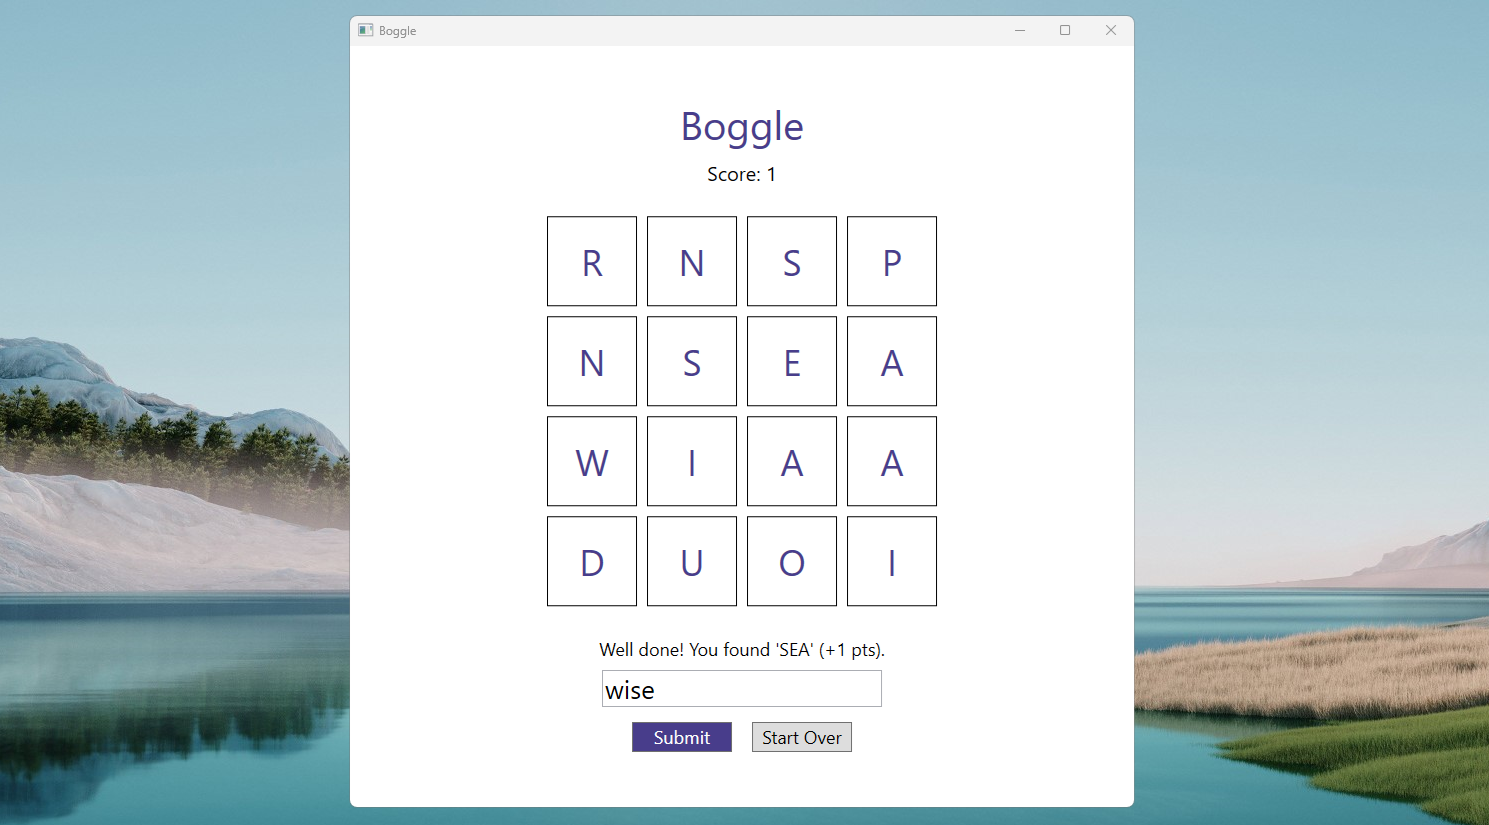 Boggle
Boggle
Score: 1
R N S P
N S E A
W I A A
D U O I
Well done! You found 'SEA' (+1 pts).
wise
Submit Start Over